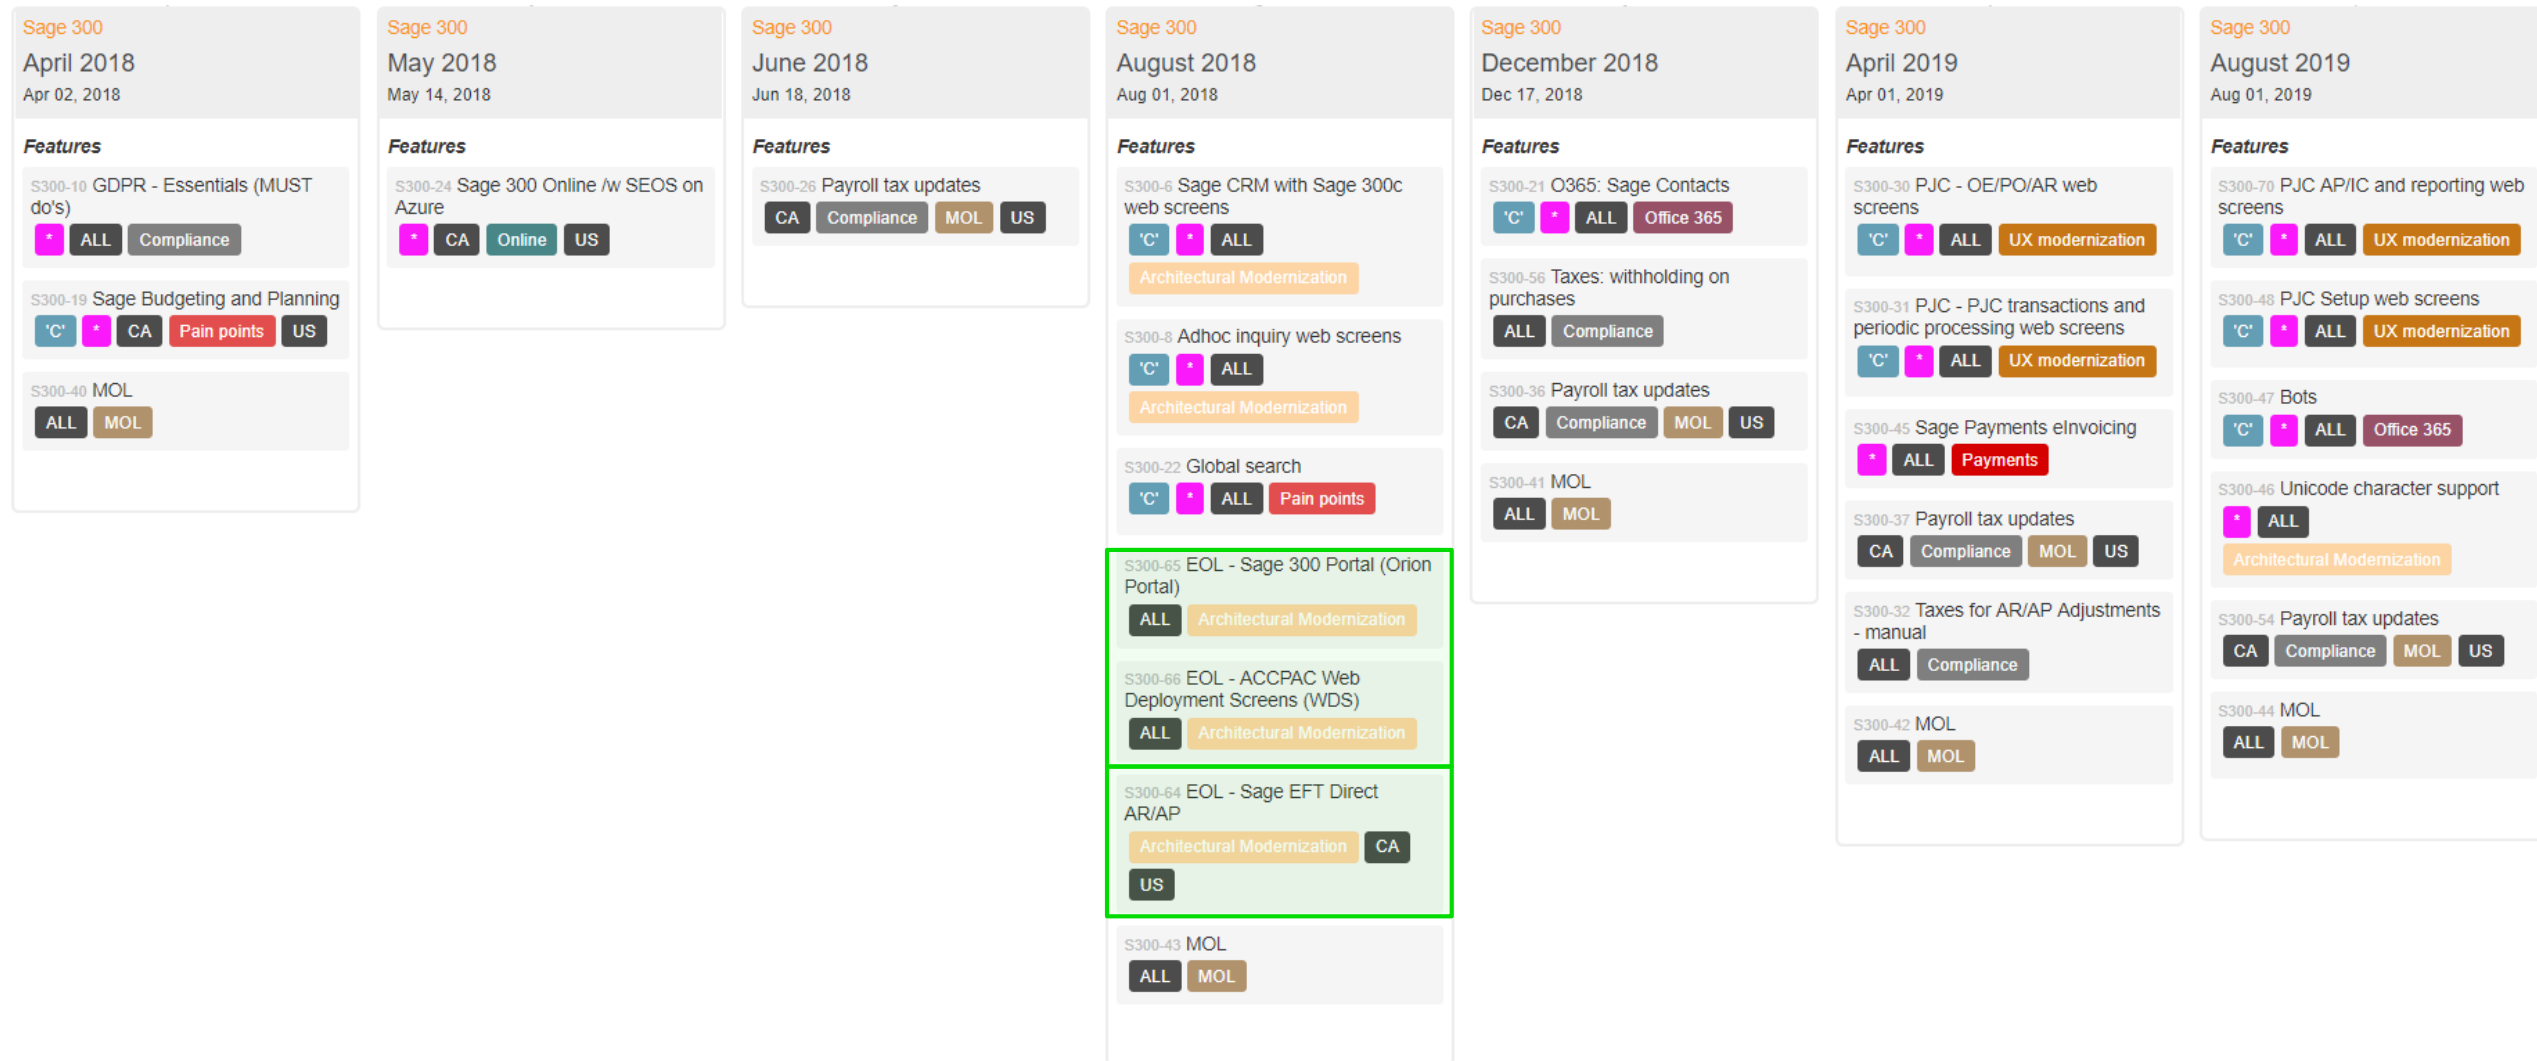 Sage 300
April 2018
Apr 02, 2018
Features
S300-10 GDPR - Essentials (MUST
do's)
* ALL Compliance
S300-19 Sage Budgeting and Planning
'C' * CA Pain points US
S300-40 MOL
ALL MOL
Sage 300
May 2018
May 14, 2018
Features
S300-24 Sage 300 Online /w SEOS on
Azure
* CA Online US
Sage 300
June 2018
Jun 18, 2018
Features
S300-26 Payroll tax updates
CA Compliance MOL US
Sage 300
August 2018
Aug 01, 2018
Features
S300-6 Sage CRM with Sage 300c
web screens
'C' * ALL
Architectural Modernization
S300-8 Adhoc inquiry web screens
'C' * ALL
Architectural Modernization
S300-22 Global search
'C' * ALL Pain points
S300-65 EOL - Sage 300 Portal (Orion
Portal)
ALL Architectural Modernization
S300-66 EOL - ACCPAC Web
Deployment Screens (WDS)
ALL Architectural Modernization
S300-64 EOL - Sage EFT Direct
AR/AP
Architectural Modernization CA
US
S300-43 MOL
ALL MOL
Sage 300
December 2018
Dec 17, 2018
Features
S300-21 O365: Sage Contacts
'C' * ALL Office 365
S300-56 Taxes: withholding on
purchases
ALL Compliance
S300-36 Payroll tax updates
CA Compliance MOL US
S300-41 MOL
ALL MOL
Sage 300
April 2019
Apr 01, 2019
Features
S300-30 PJC - OE/PO/AR web
screens
'C' * ALL UX modernization
S300-31 PJC - PJC transactions and
periodic processing web screens
'C' * ALL UX modernization
S300-45 Sage Payments eInvoicing
* ALL Payments
S300-37 Payroll tax updates
CA Compliance MOL US
S300-32 Taxes for AR/AP Adjustments
- manual
ALL Compliance
S300-42 MOL
ALL MOL
Sage 300
August 2019
Aug 01, 2019
Features
S300-70 PJC AP/IC and reporting web
screens
'C' * ALL UX modernization
S300-48 PJC Setup web screens
'C' * ALL UX modernization
S300-47 Bots
'C' * ALL Office 365
S300-46 Unicode character support
* ALL
Architectural Modernization
S300-54 Payroll tax updates
CA Compliance MOL US
S300-44 MOL
ALL MOL